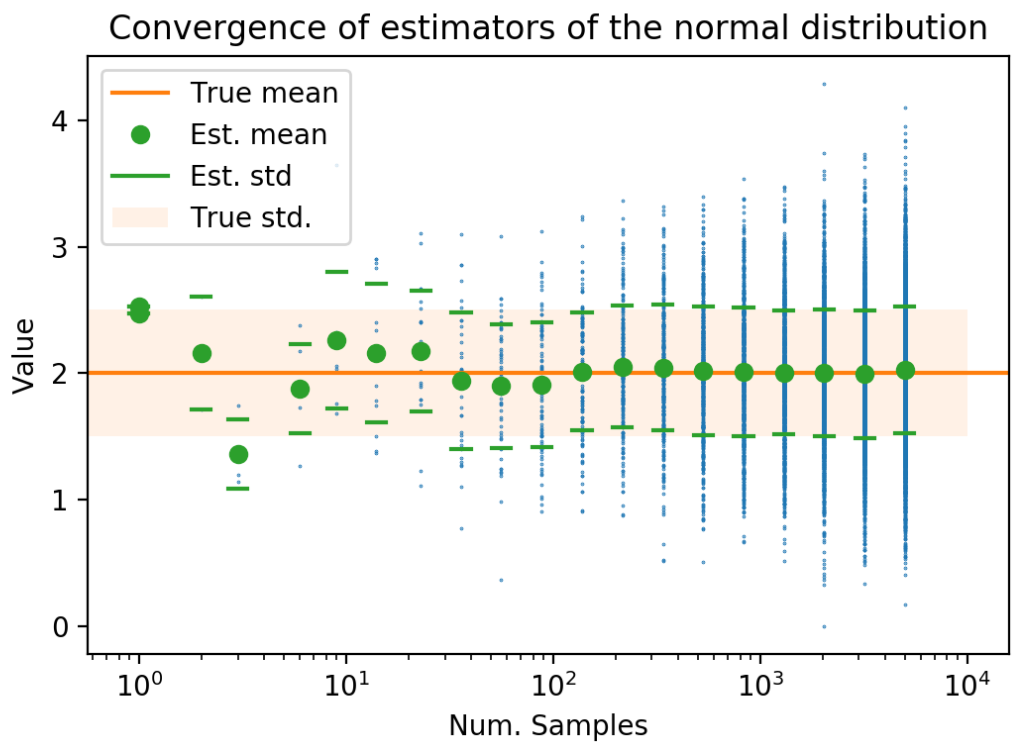 Convergence of estimators of the normal distribution
True mean
Est. mean
Est. std
True std.
Value
4
3
2
1
0
10⁰ 10¹ 10² 10³ 10⁴
Num. Samples